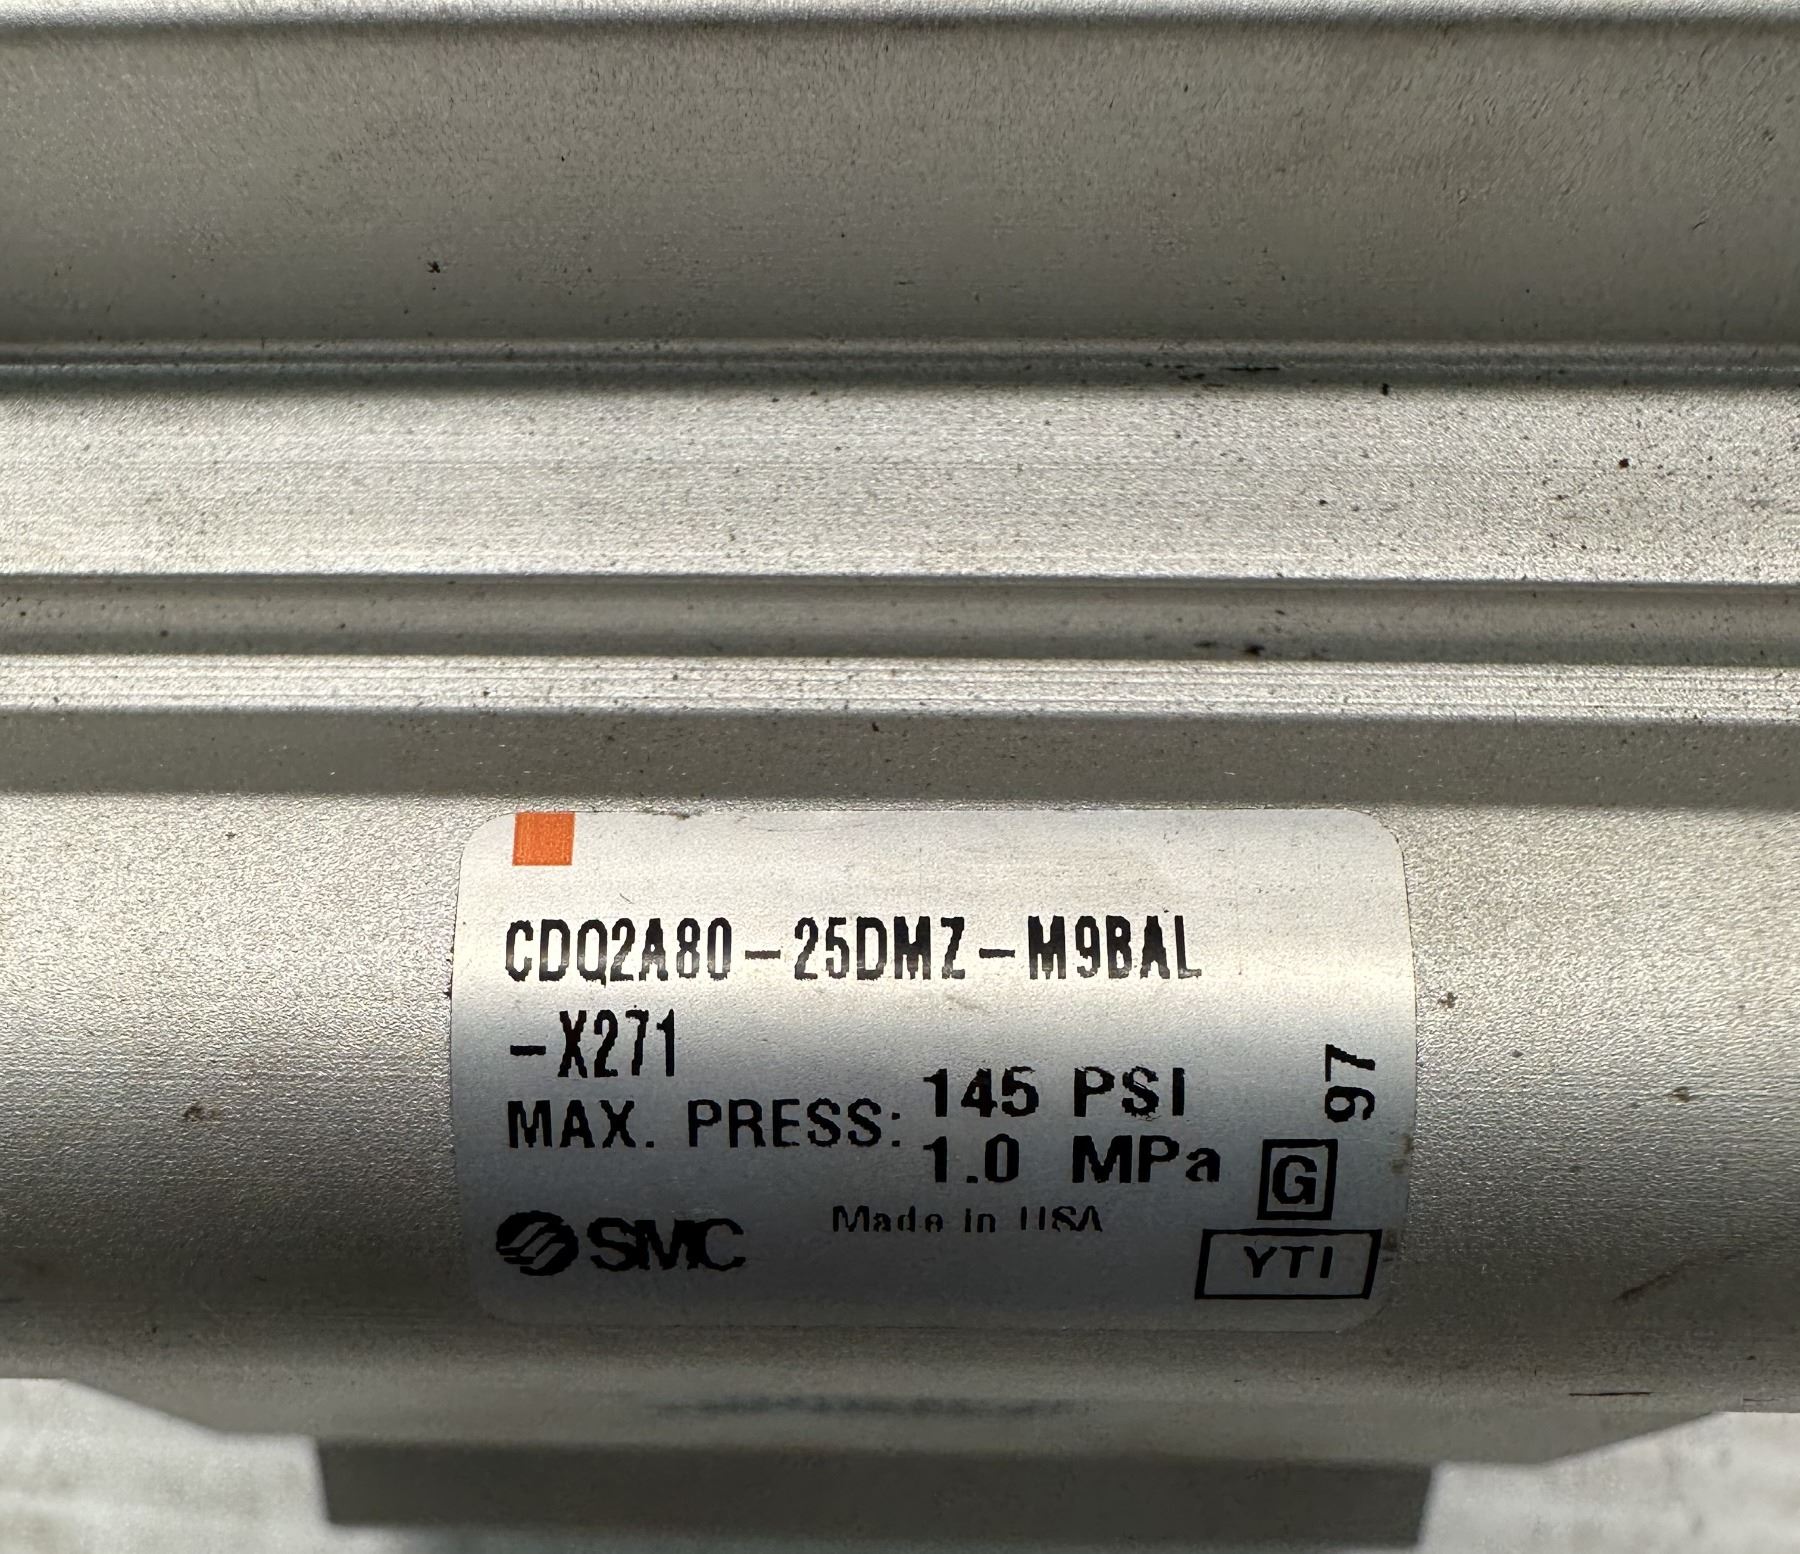 CDQ2A80-25DMZ-M9BAL
-X271
MAX. PRESS: 145 PSI
1.0 MPa
97
G
SMC
Made in USA
YTI